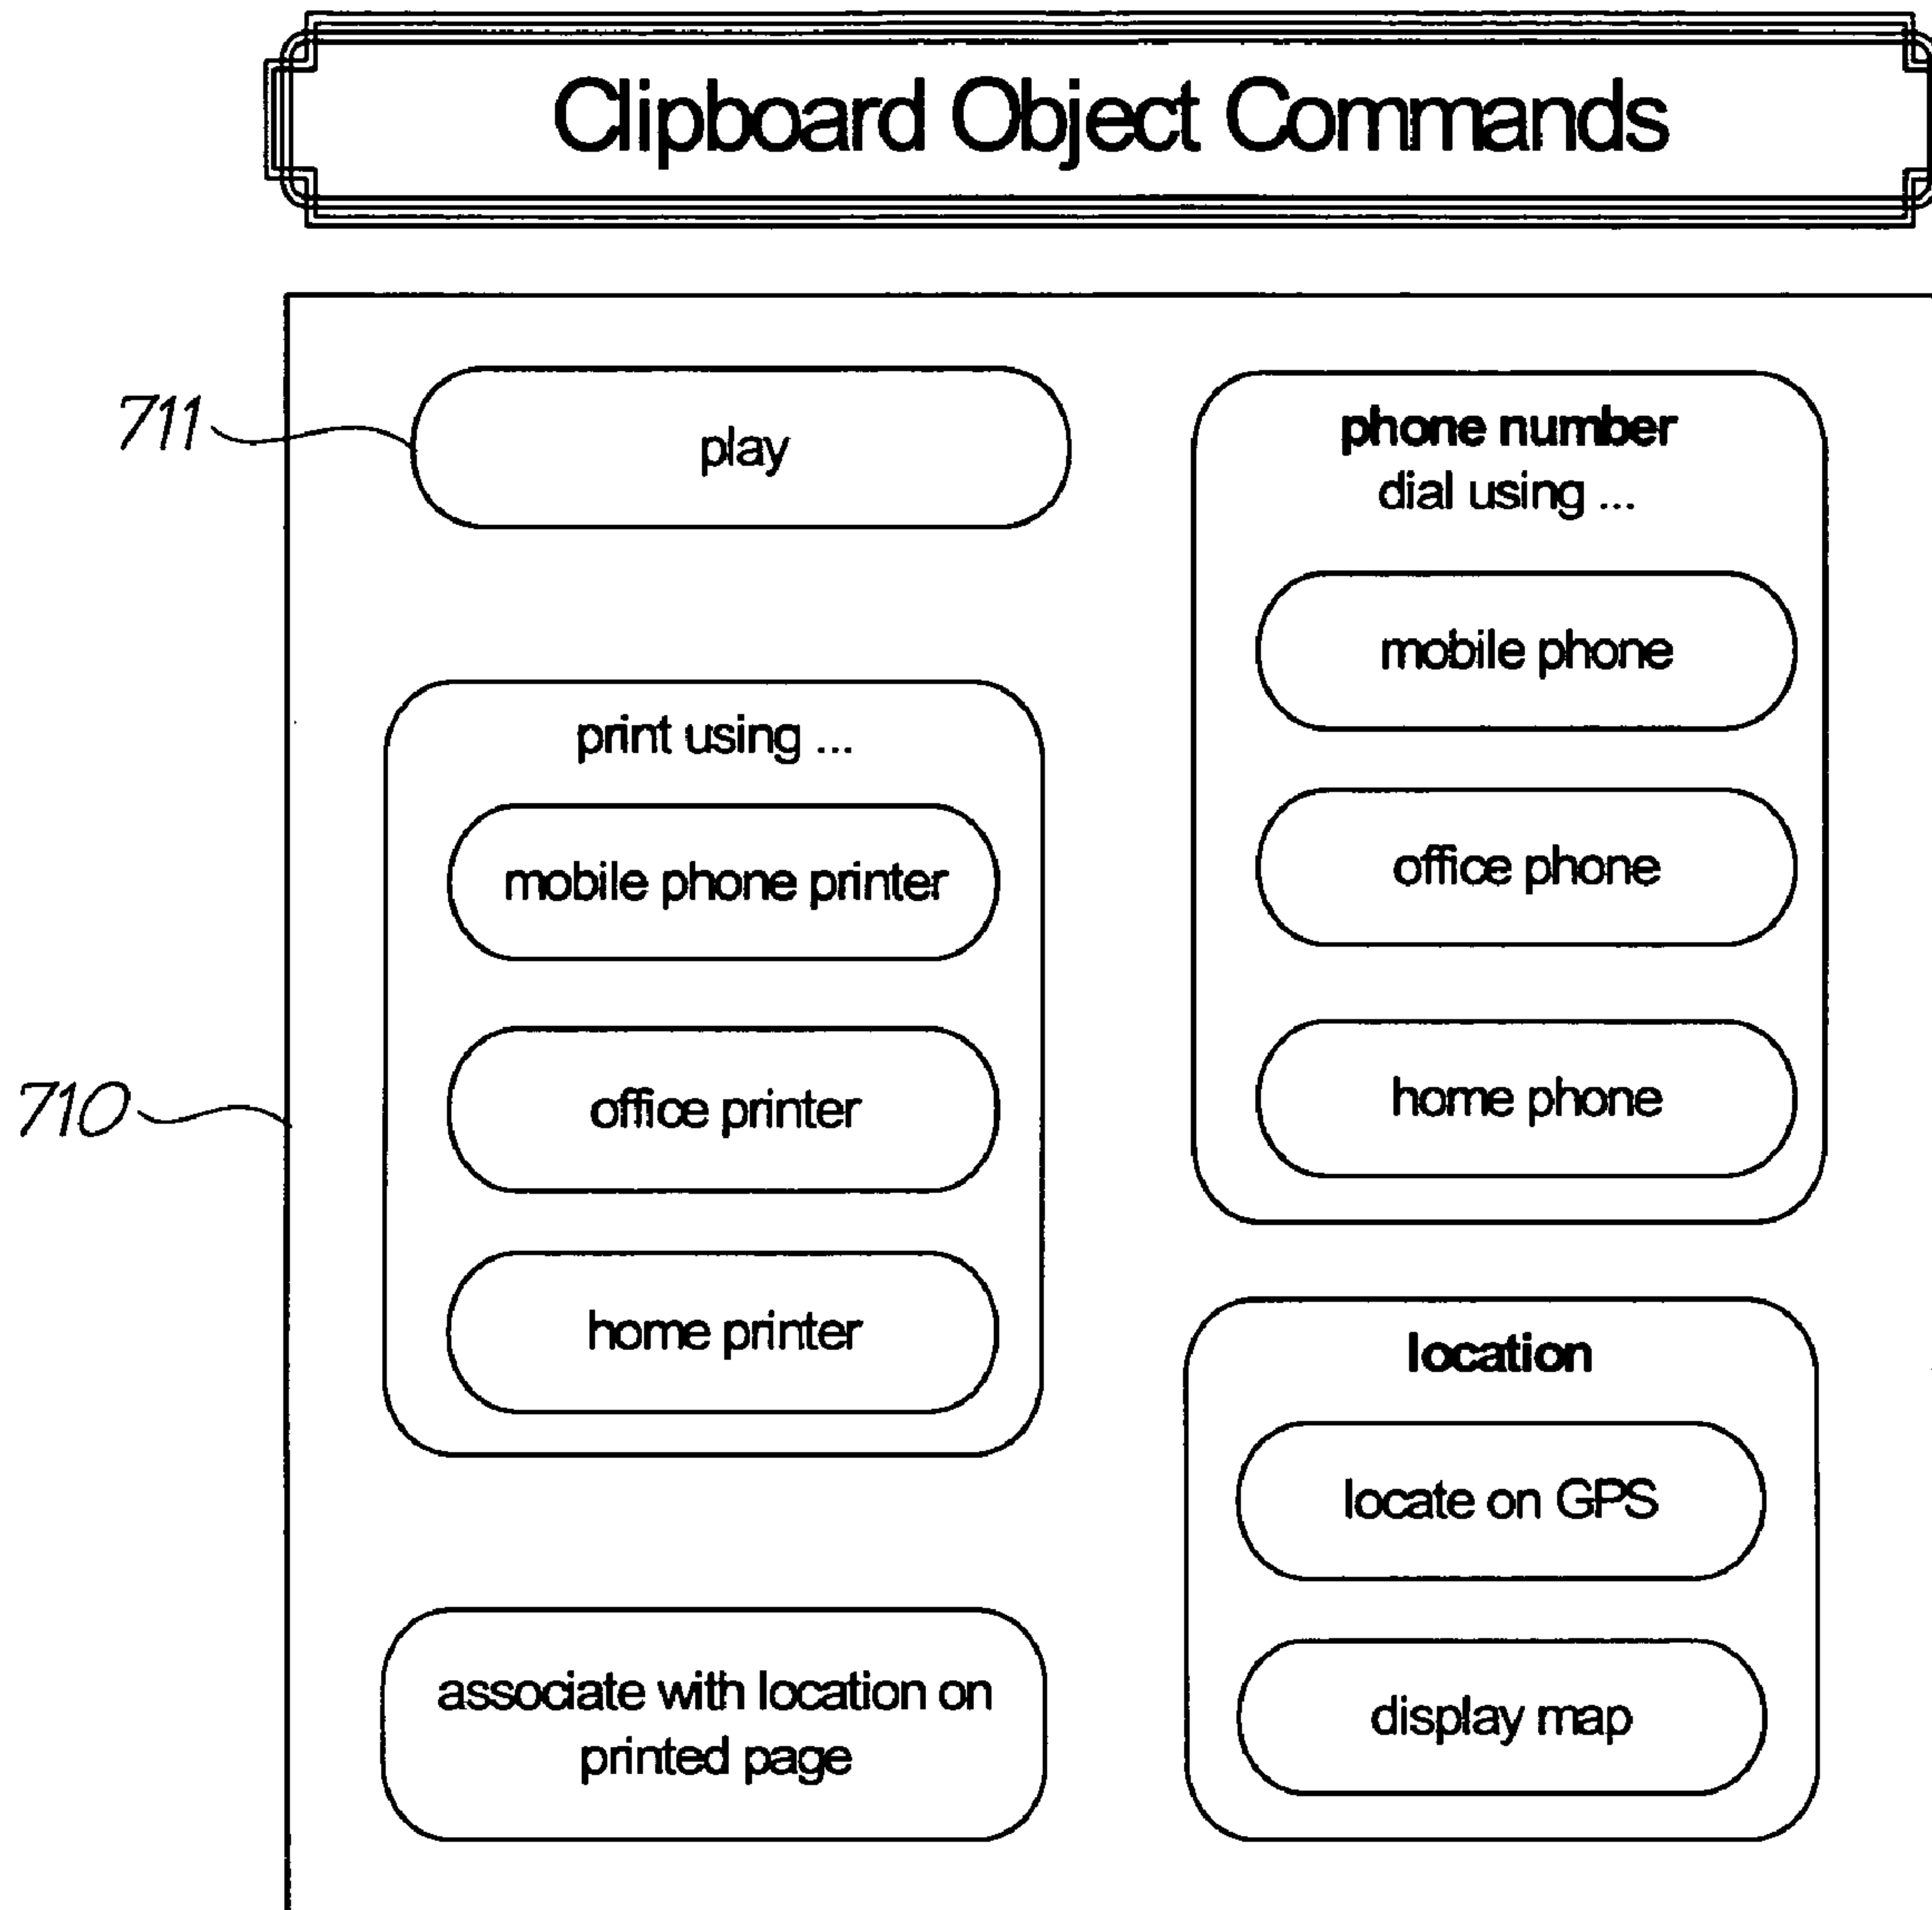 Clipboard Object Commands
711
play
print using ...
mobile phone printer
office printer
home printer
710
associate with location on
printed page
phone number
dial using ...
mobile phone
office phone
home phone
location
locate on GPS
display map